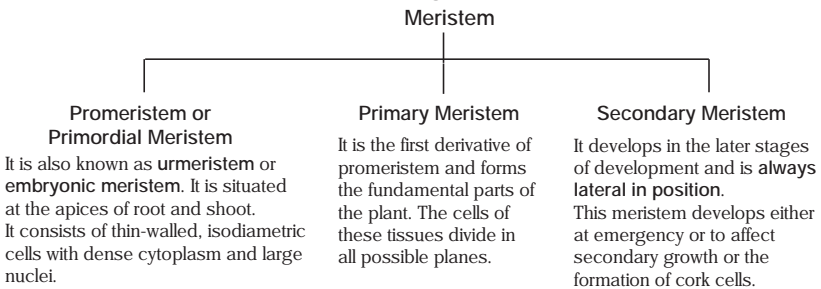 Meristem
Promeristem or
Primordial Meristem
It is also known as urmeristem or
embryonic meristem. It is situated
at the apices of root and shoot.
It consists of thin-walled, isodiametric
cells with dense cytoplasm and large
nuclei.
Primary Meristem
It is the first derivative of
promeristem and forms
the fundamental parts of
the plant. The cells of
these tissues divide in
all possible planes.
Secondary Meristem
It develops in the later stages
of development and is always
lateral in position.
This meristem develops either
at emergency or to affect
secondary growth or the
formation of cork cells.